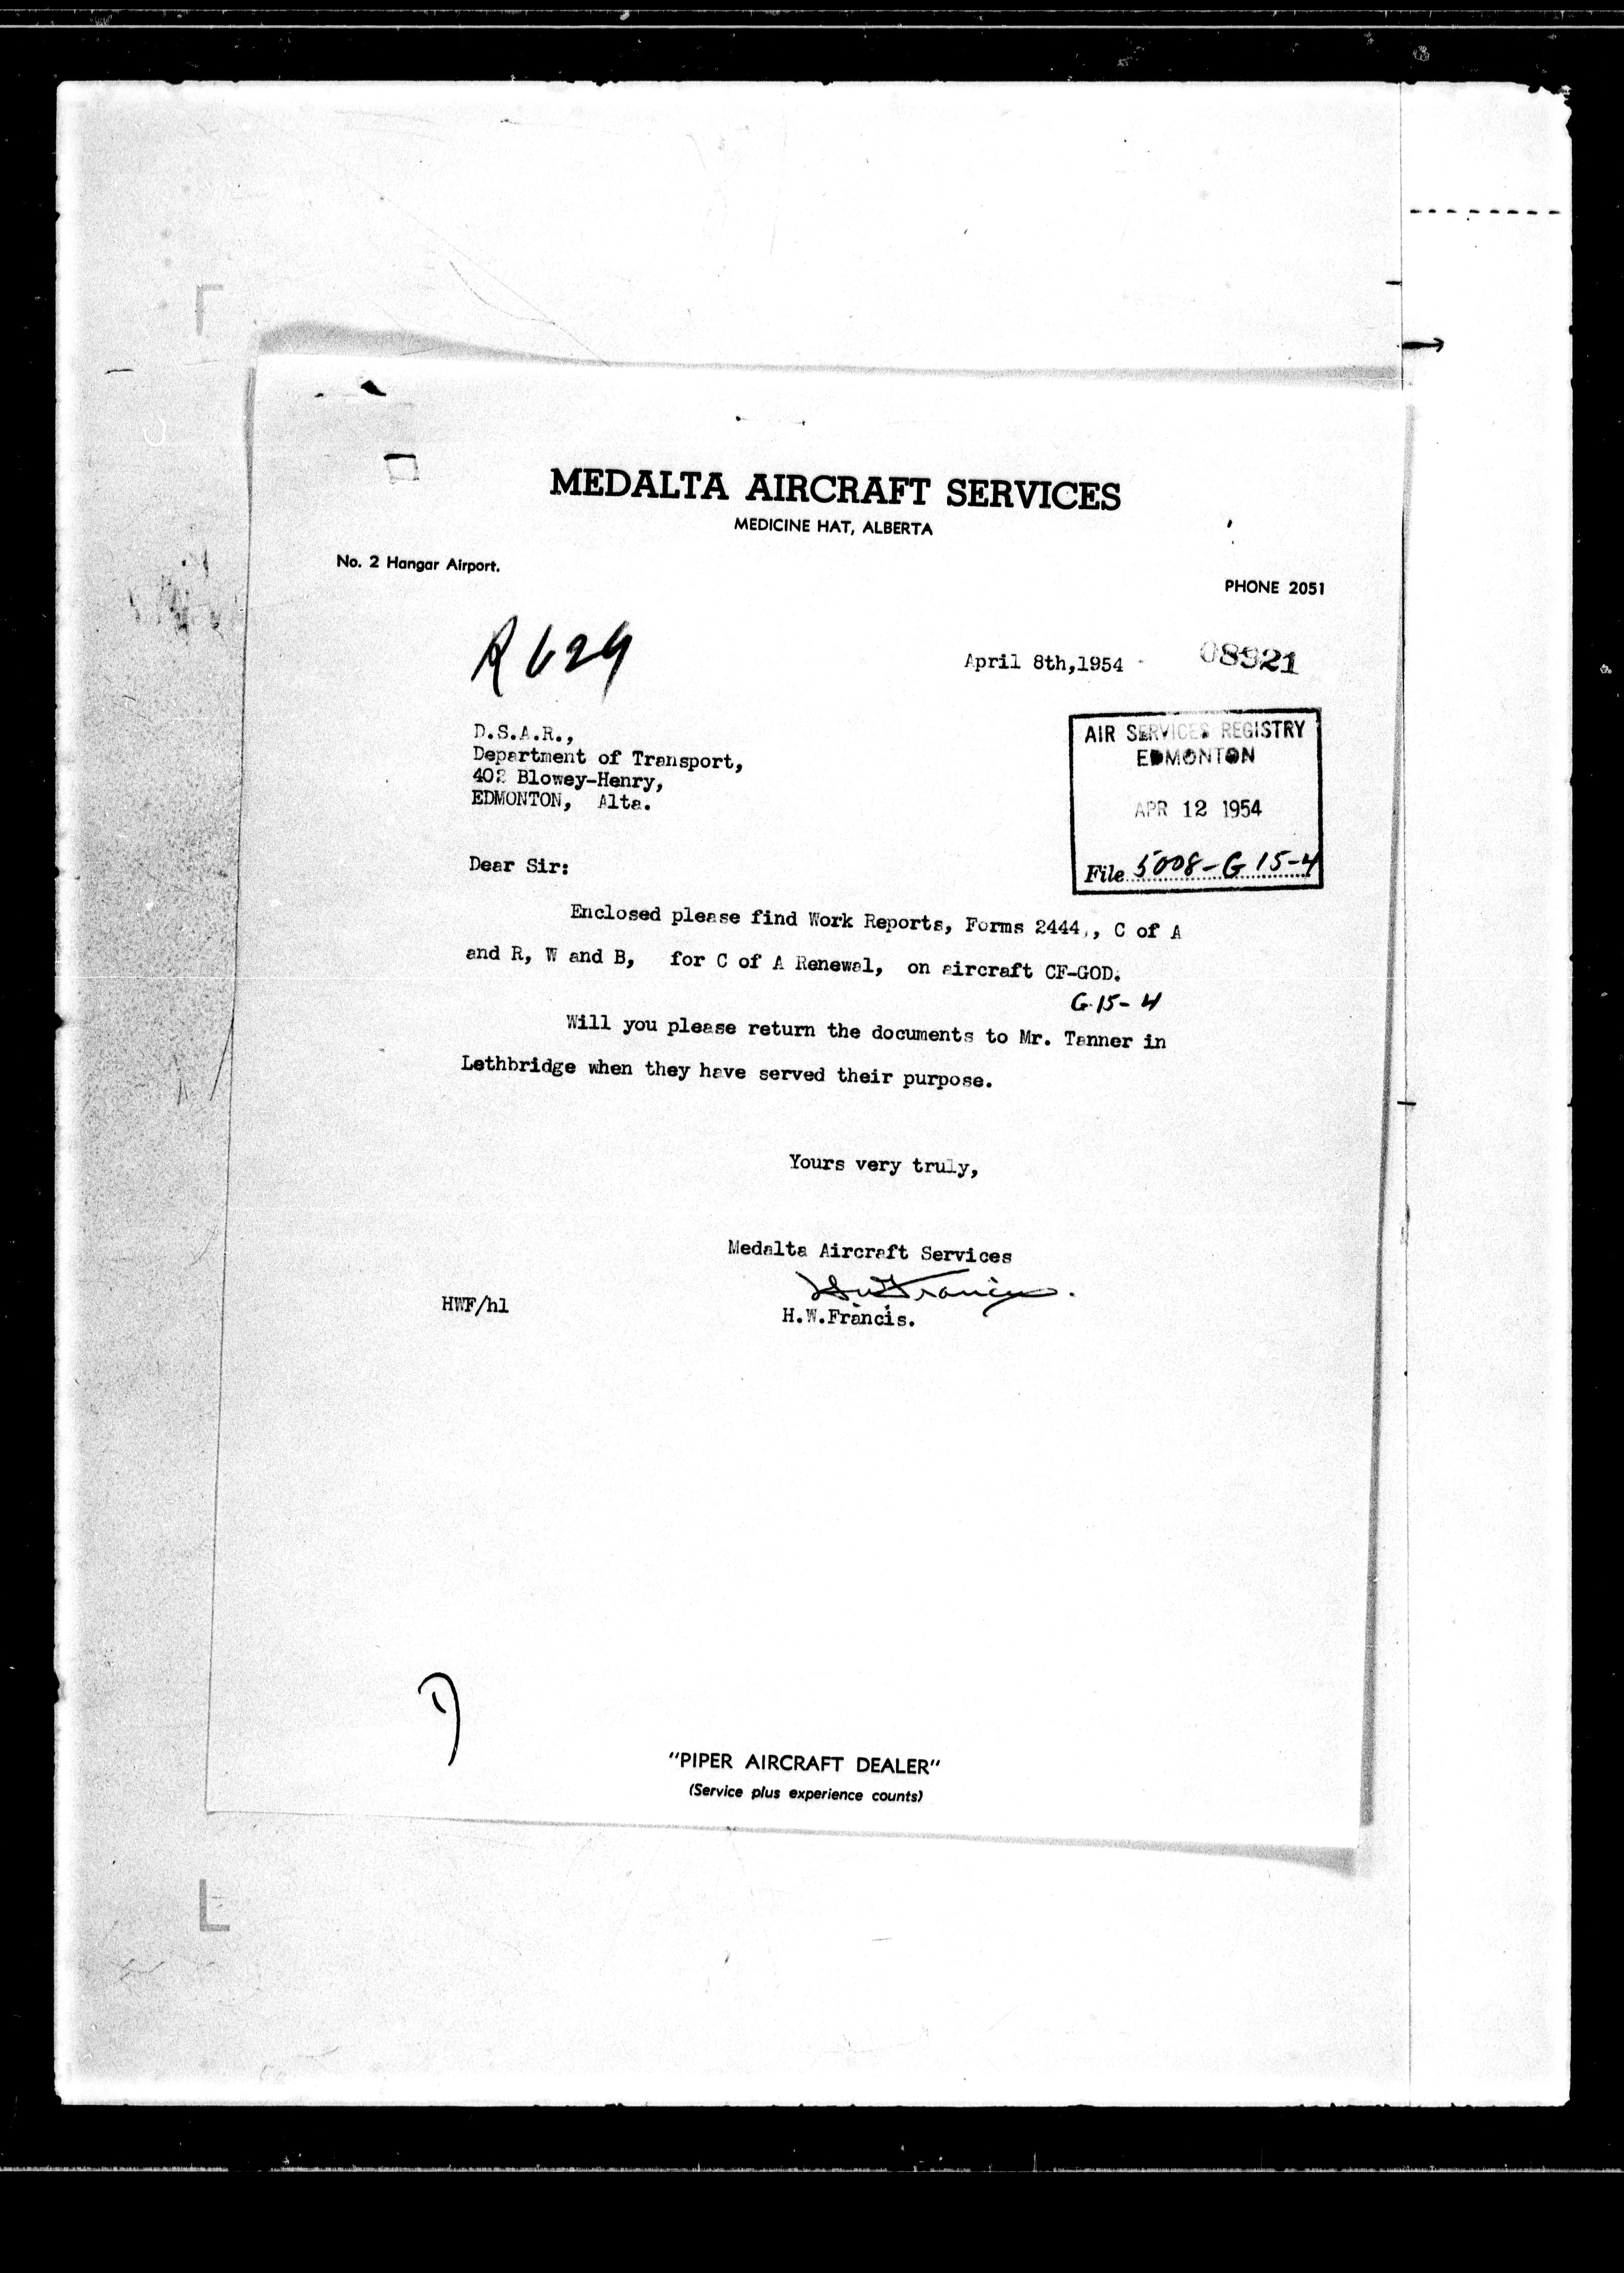 MEDALTA AIRCRAFT SERVICES
MEDICINE HAT, ALBERTA
No. 2 Hangar Airport.
PHONE 2051
R 629
April 8th,1954
08921
D.S.A.R.,
Department of Transport,
402 Blowey-Henry,
EDMONTON, Alta.
AIR SERVICES REGISTRY
EDMONTON
APR 12 1954
File 5008-G 15-4
Dear Sir:
Enclosed please find Work Reports, Forms 2444,, C of A
and R, W and B, for C of A Renewal, on aircraft CF-GOD.
G.15-4
Will you please return the documents to Mr. Tanner in
Lethbridge when they have served their purpose.
Yours very truly,
Medalta Aircraft Services
HWFrancis.
HWF/hl
H.W.Francis.
"PIPER AIRCRAFT DEALER"
(Service plus experience counts)